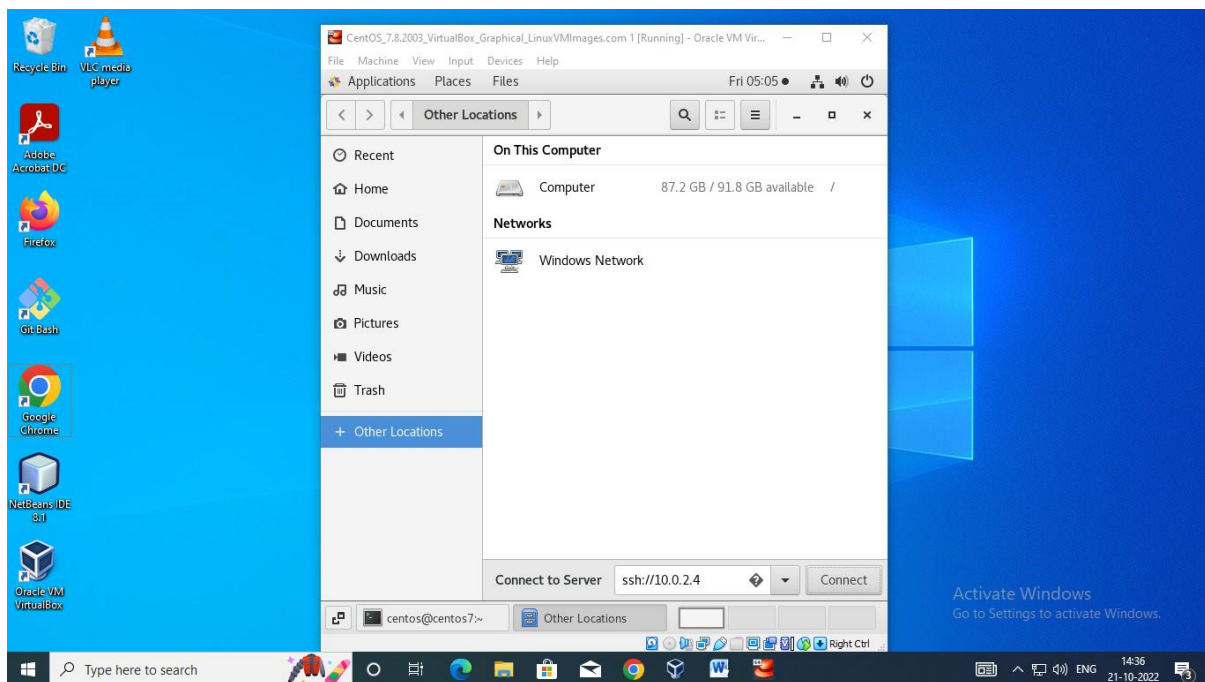 Recycle Bin
VLC media
player
Adobe
Acrobat DC
Firefox
Git Bash
Google
Chrome
NetBeans IDE
8.1
Oracle VM
VirtualBox
CentOS_7.8.2003_VirtualBox_Graphical_LinuxVMImages.com 1 [Running] - Oracle VM Vir...
File Machine View Input Devices Help
Applications Places Files Fri 05:05
Other Locations
Recent
Home
Documents
Downloads
Music
Pictures
Videos
Trash
+ Other Locations
On This Computer
Computer 87.2 GB / 91.8 GB available /
Networks
Windows Network
Connect to Server ssh://10.0.2.4 Connect
centos@centos7:~ Other Locations
Right Ctrl
Activate Windows
Go to Settings to activate Windows.
Type here to search
ENG
14:36
21-10-2022
3